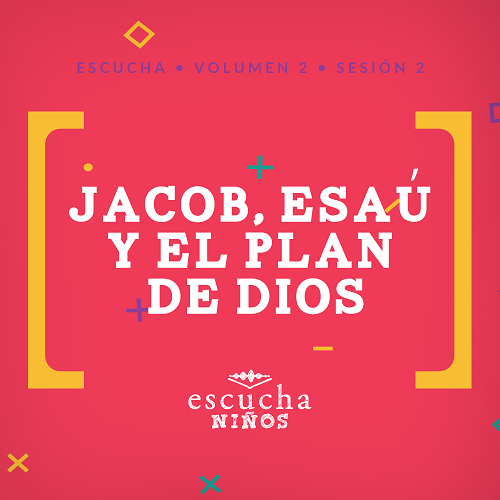 ESCUCHA • VOLUMEN 2 • SESIÓN 2
JACOB, ESAÚ
Y EL PLAN
DE DIOS
escucha
NIÑOS